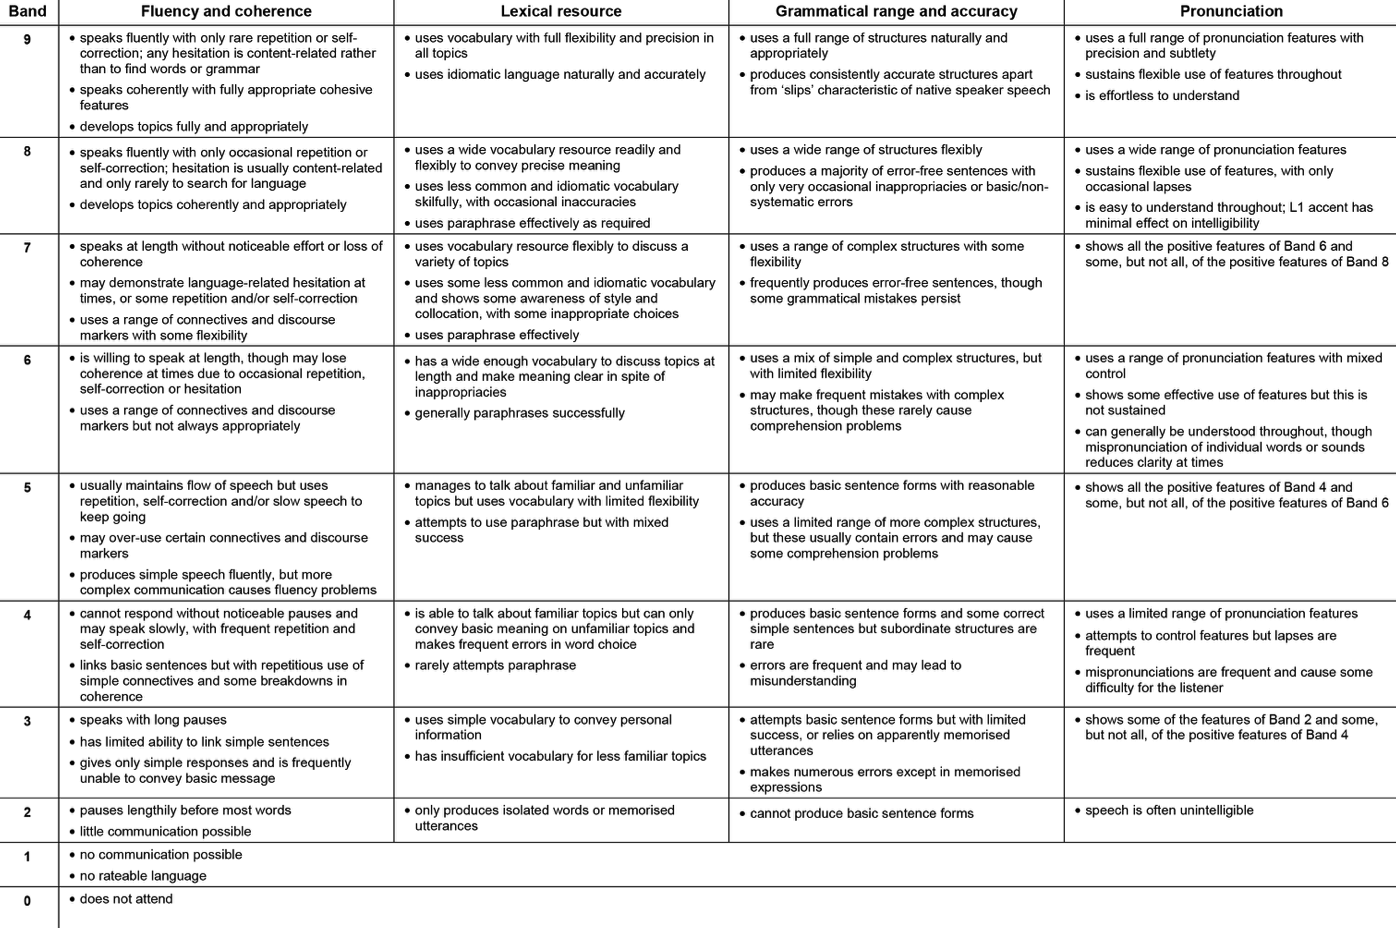 Band Fluency and coherence Lexical resource Grammatical range and accuracy Pronunciation
9
• speaks fluently with only rare repetition or self-
correction; any hesitation is content-related rather
than to find words or grammar
• speaks coherently with fully appropriate cohesive
features
• develops topics fully and appropriately
• uses vocabulary with full flexibility and precision in
all topics
• uses idiomatic language naturally and accurately
• uses a full range of structures naturally and
appropriately
• produces consistently accurate structures apart
from ‘slips’ characteristic of native speaker speech
• uses a full range of pronunciation features with
precision and subtlety
• sustains flexible use of features throughout
• is effortless to understand
8
• speaks fluently with only occasional repetition or
self-correction; hesitation is usually content-related
and only rarely to search for language
• develops topics coherently and appropriately
• uses a wide vocabulary resource readily and
flexibly to convey precise meaning
• uses less common and idiomatic vocabulary
skilfully, with occasional inaccuracies
• uses paraphrase effectively as required
• uses a wide range of structures flexibly
• produces a majority of error-free sentences with
only very occasional inappropriacies or basic/non-
systematic errors
• uses a wide range of pronunciation features
• sustains flexible use of features, with only
occasional lapses
• is easy to understand throughout; L1 accent has
minimal effect on intelligibility
7
• speaks at length without noticeable effort or loss of
coherence
• may demonstrate language-related hesitation at
times, or some repetition and/or self-correction
• uses a range of connectives and discourse
markers with some flexibility
• uses vocabulary resource flexibly to discuss a
variety of topics
• uses some less common and idiomatic vocabulary
and shows some awareness of style and
collocation, with some inappropriate choices
• uses paraphrase effectively
• uses a range of complex structures with some
flexibility
• frequently produces error-free sentences, though
some grammatical mistakes persist
• shows all the positive features of Band 6 and
some, but not all, of the positive features of Band 8
6
• is willing to speak at length, though may lose
coherence at times due to occasional repetition,
self-correction or hesitation
• uses a range of connectives and discourse
markers but not always appropriately
• has a wide enough vocabulary to discuss topics at
length and make meaning clear in spite of
inappropriacies
• generally paraphrases successfully
• uses a mix of simple and complex structures, but
with limited flexibility
• may make frequent mistakes with complex
structures, though these rarely cause
comprehension problems
• uses a range of pronunciation features with mixed
control
• shows some effective use of features but this is
not sustained
• can generally be understood throughout, though
mispronunciation of individual words or sounds
reduces clarity at times
5
• usually maintains flow of speech but uses
repetition, self-correction and/or slow speech to
keep going
• may over-use certain connectives and discourse
markers
• produces simple speech fluently, but more
complex communication causes fluency problems
• manages to talk about familiar and unfamiliar
topics but uses vocabulary with limited flexibility
• attempts to use paraphrase but with mixed
success
• produces basic sentence forms with reasonable
accuracy
• uses a limited range of more complex structures,
but these usually contain errors and may cause
some comprehension problems
• shows all the positive features of Band 4 and
some, but not all, of the positive features of Band 6
4
• cannot respond without noticeable pauses and
may speak slowly, with frequent repetition and
self-correction
• links basic sentences but with repetitious use of
simple connectives and some breakdowns in
coherence
• is able to talk about familiar topics but can only
convey basic meaning on unfamiliar topics and
makes frequent errors in word choice
• rarely attempts paraphrase
• produces basic sentence forms and some correct
simple sentences but subordinate structures are
rare
• errors are frequent and may lead to
misunderstanding
• uses a limited range of pronunciation features
• attempts to control features but lapses are
frequent
• mispronunciations are frequent and cause some
difficulty for the listener
3
• speaks with long pauses
• has limited ability to link simple sentences
• gives only simple responses and is frequently
unable to convey basic message
• uses simple vocabulary to convey personal
information
• has insufficient vocabulary for less familiar topics
• attempts basic sentence forms but with limited
success, or relies on apparently memorised
utterances
• makes numerous errors except in memorised
expressions
• shows some of the features of Band 2 and some,
but not all, of the positive features of Band 4
2
• pauses lengthily before most words
• little communication possible
• only produces isolated words or memorised
utterances
• cannot produce basic sentence forms
• speech is often unintelligible
1
• no communication possible
• no rateable language
0
• does not attend